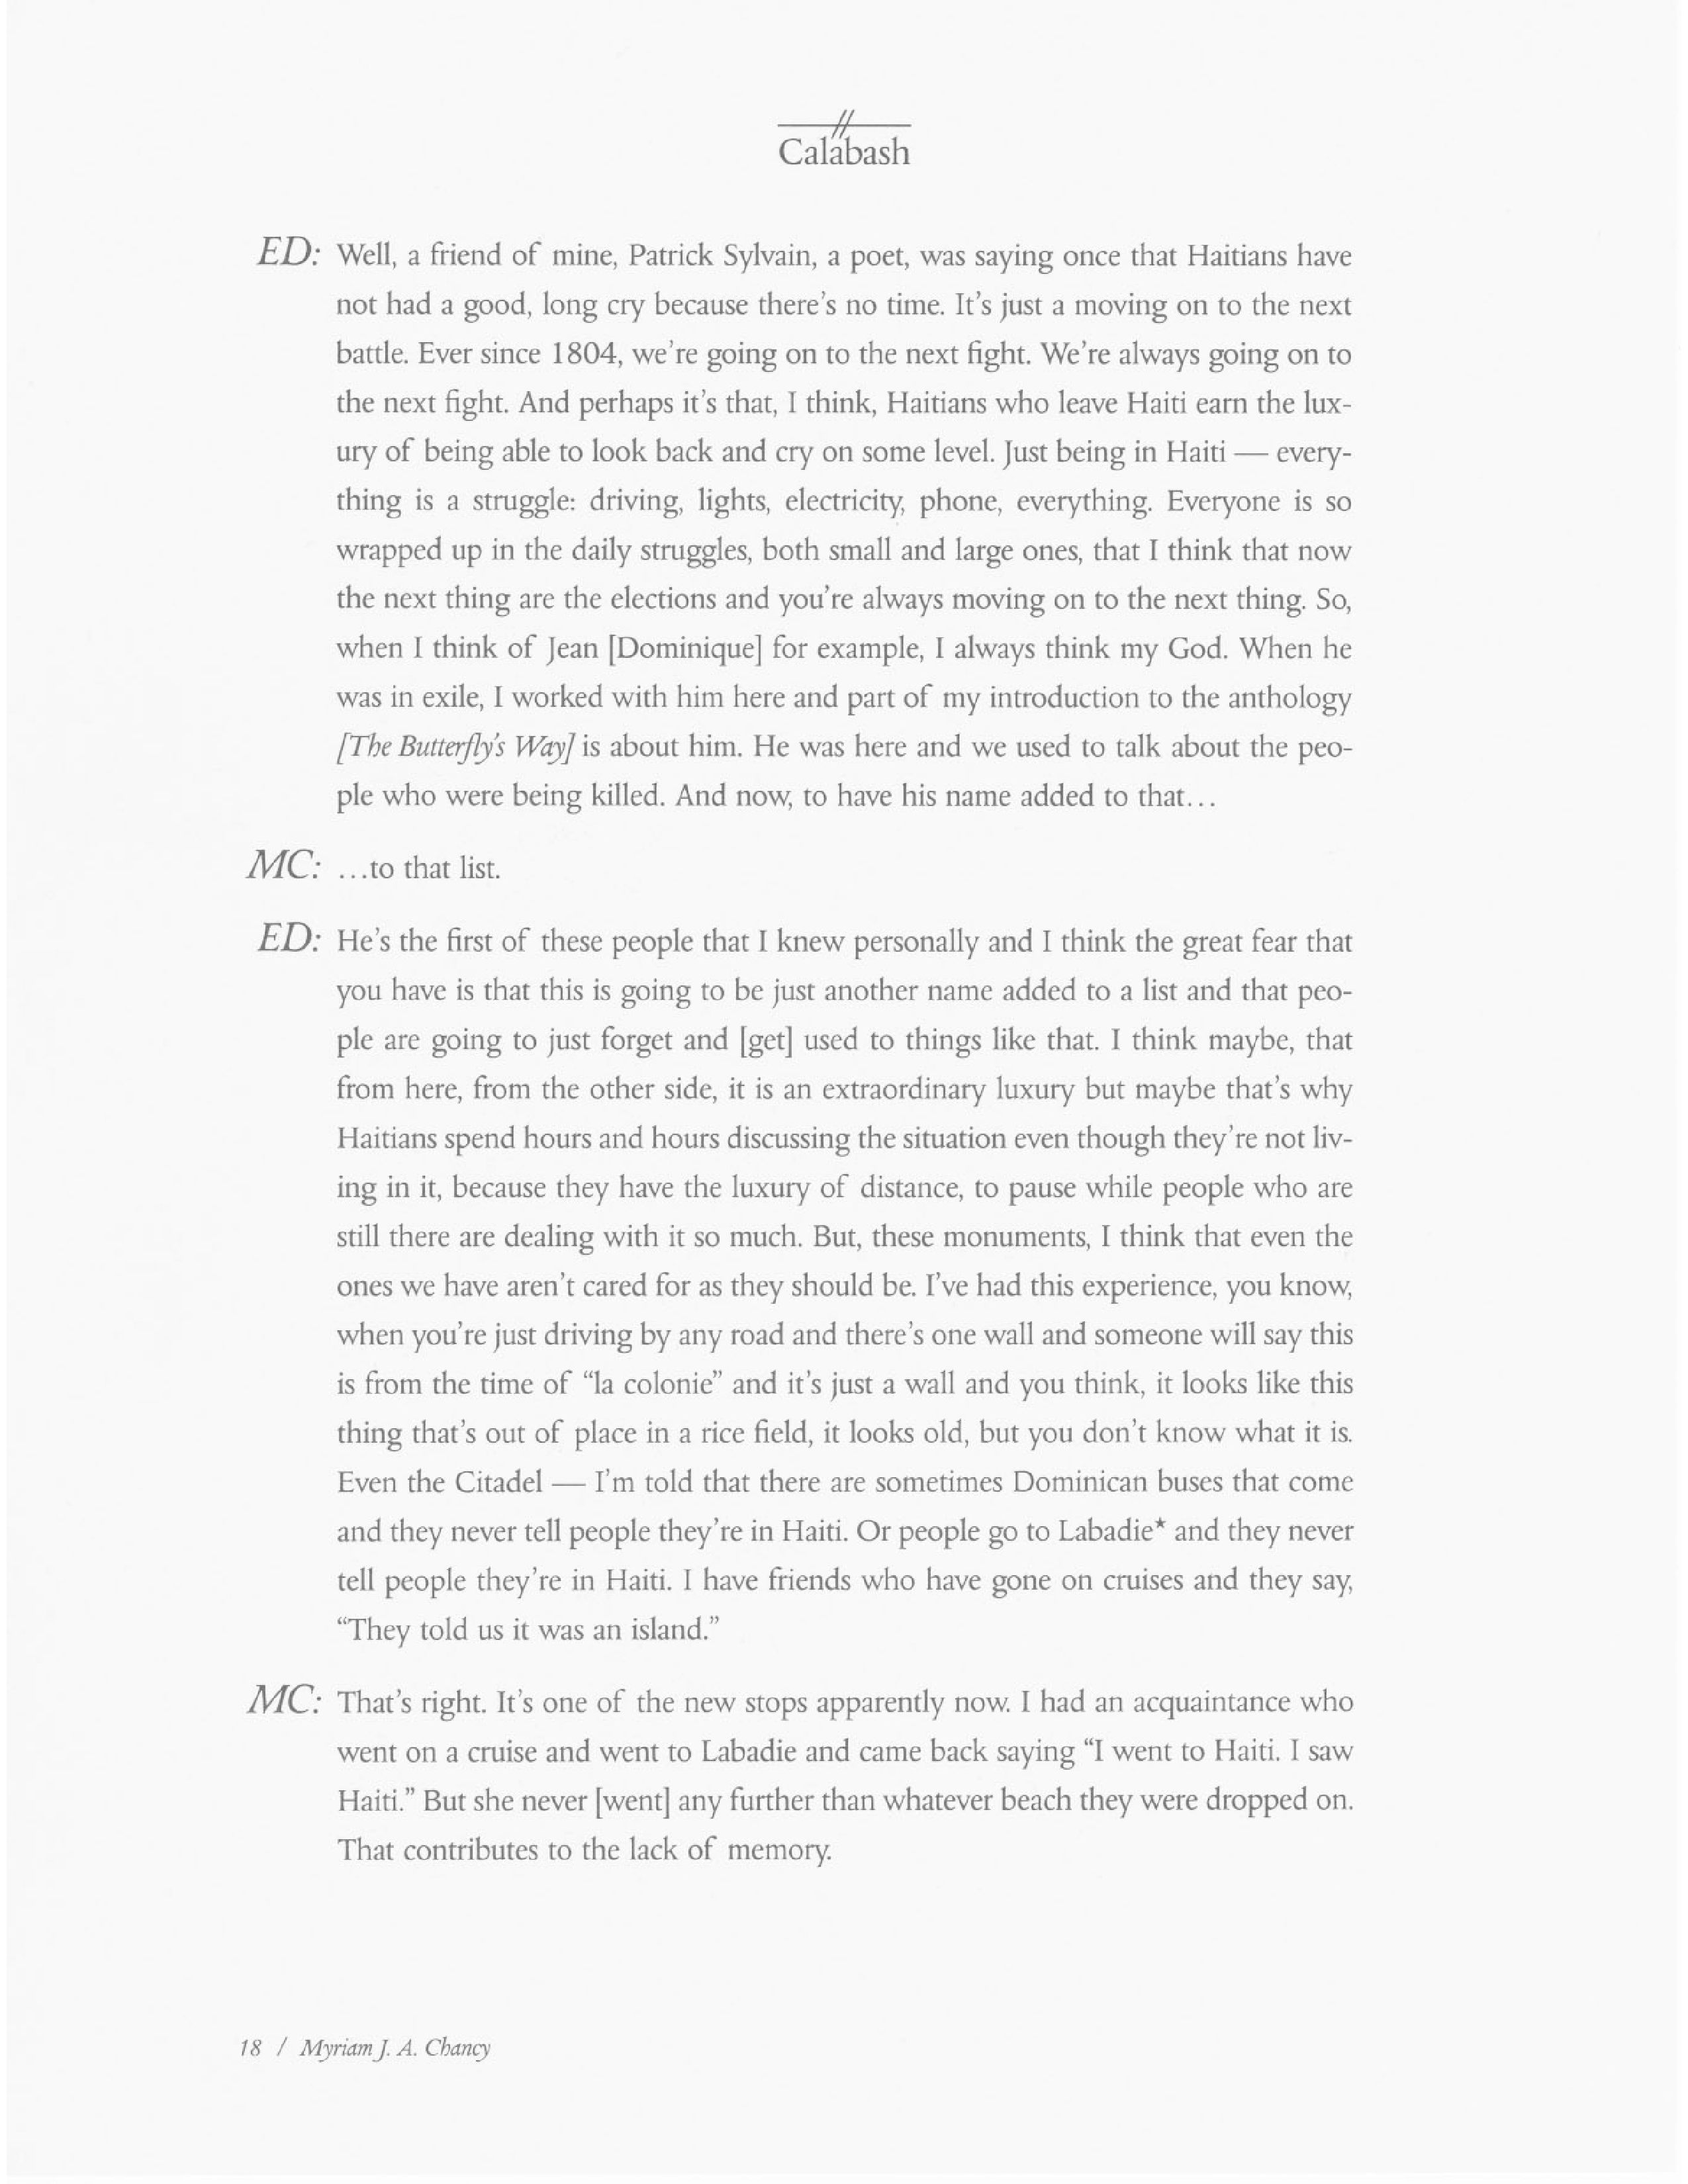 Calabash
ED: Well, a friend of mine, Patrick Sylvain, a poet, was saying once that Haitians have
not had a good, long cry because there's no time. It's just a moving on to the next
battle. Ever since 1804, we're going on to the next fight. We're always going on to
the next fight. And perhaps it's that, I think, Haitians who leave Haiti earn the lux-
ury of being able to look back and cry on some level. Just being in Haiti — every-
thing is a struggle: driving, lights, electricity, phone, everything. Everyone is so
wrapped up in the daily struggles, both small and large ones, that I think that now
the next thing are the elections and you're always moving on to the next thing. So,
when I think of Jean [Dominique] for example, I always think my God. When he
was in exile, I worked with him here and part of my introduction to the anthology
[The Butterfly's Way] is about him. He was here and we used to talk about the peo-
ple who were being killed. And now, to have his name added to that…
MC: …to that list.
ED: He's the first of these people that I knew personally and I think the great fear that
you have is that this is going to be just another name added to a list and that peo-
ple are going to just forget and [get] used to things like that. I think maybe, that
from here, from the other side, it is an extraordinary luxury but maybe that's why
Haitians spend hours and hours discussing the situation even though they're not liv-
ing in it, because they have the luxury of distance, to pause while people who are
still there are dealing with it so much. But, these monuments, I think that even the
ones we have aren't cared for as they should be. I've had this experience, you know,
when you're just driving by any road and there's one wall and someone will say this
is from the time of "la colonie" and it's just a wall and you think, it looks like this
thing that's out of place in a rice field, it looks old, but you don't know what it is.
Even the Citadel — I'm told that there are sometimes Dominican buses that come
and they never tell people they're in Haiti. Or people go to Labadie* and they never
tell people they're in Haiti. I have friends who have gone on cruises and they say,
"They told us it was an island."
MC: That's right. It's one of the new stops apparently now. I had an acquaintance who
went on a cruise and went to Labadie and came back saying "I went to Haiti. I saw
Haiti." But she never [went] any further than whatever beach they were dropped on.
That contributes to the lack of memory.
18 / Myriam J. A. Chancy